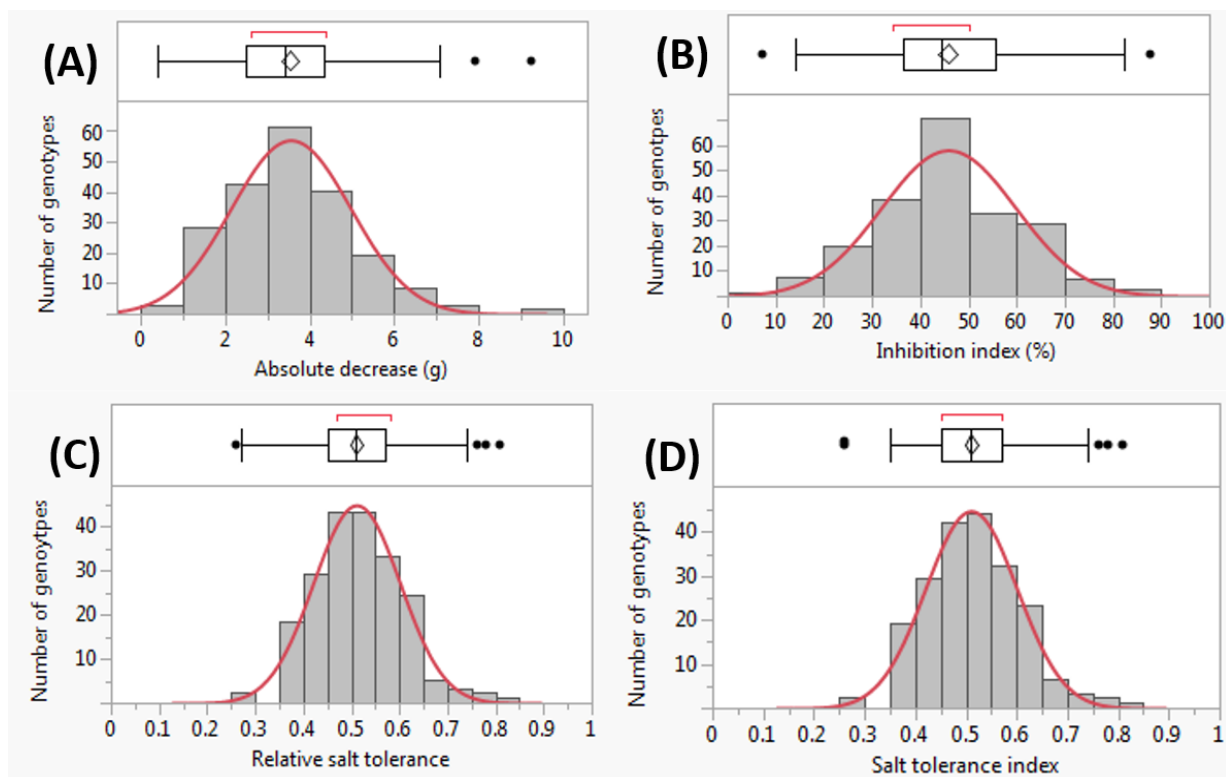 (A)
Number of genotypes
60
50
40
30
20
10
0 2 4 6 8 10
Absolute decrease (g)
(B)
Number of genotpes
60
50
40
30
20
10
0 10 20 30 40 50 60 70 80 90 100
Inhibition index (%)
(C)
Number of genoytpes
40
30
20
10
0 0.1 0.2 0.3 0.4 0.5 0.6 0.7 0.8 0.9 1
Relative salt tolerance
(D)
Number of genotypes
40
30
20
10
0 0.1 0.2 0.3 0.4 0.5 0.6 0.7 0.8 0.9 1
Salt tolerance index